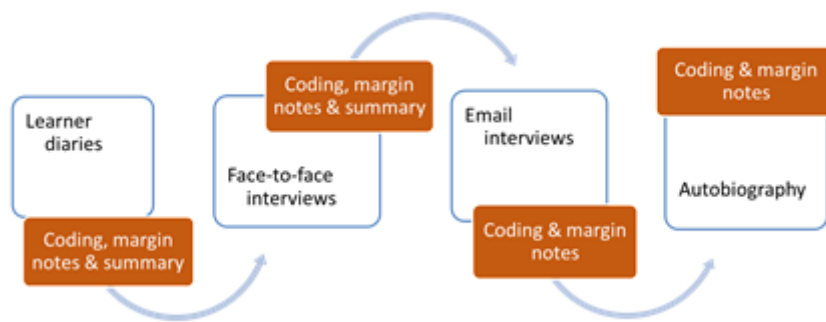 Learner
diaries
Coding, margin
notes & summary
Coding, margin
notes & summary
Face-to-face
interviews
Email
interviews
Coding & margin
notes
Coding & margin
notes
Autobiography